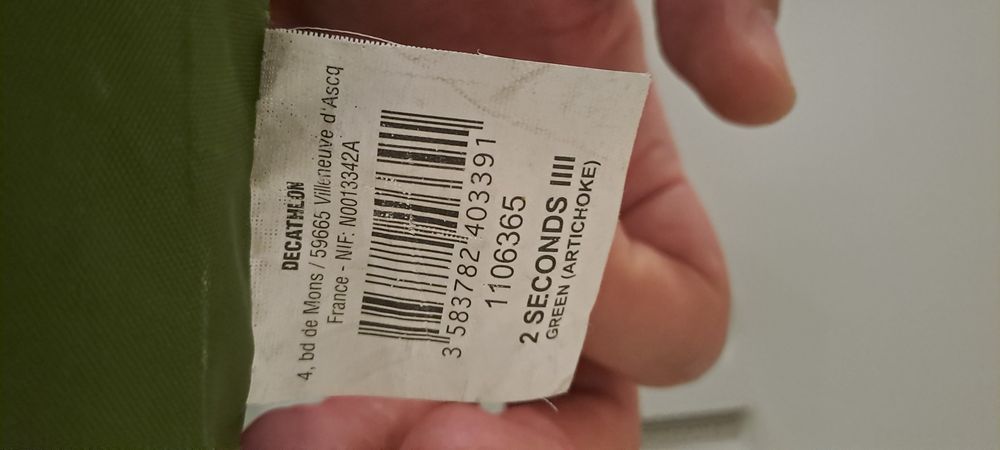 DECATHLON
4, bd de Mons / 59665 Villeneuve d'Ascq
France - NIF: N0013342A
3 583782 403391
1106365
2 SECONDS IIII
GREEN (ARTICHOKE)